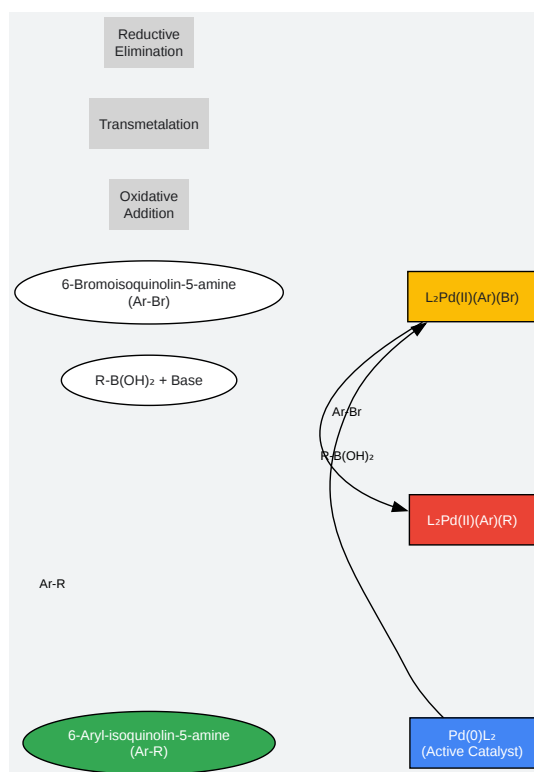 Reductive
Elimination
Transmetalation
Oxidative
Addition
6-Bromoisoquinolin-5-amine
(Ar-Br)
L₂Pd(II)(Ar)(Br)
R-B(OH)₂ + Base
Ar-Br
R-B(OH)₂
L₂Pd(II)(Ar)(R)
Ar-R
6-Aryl-isoquinolin-5-amine
(Ar-R)
Pd(0)L₂
(Active Catalyst)